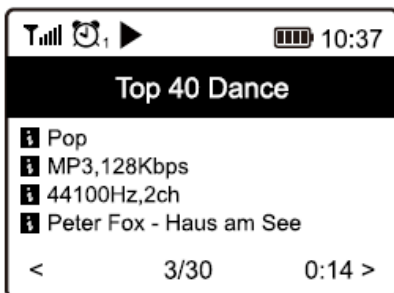 1 10:37
Top 40 Dance
Pop
MP3,128Kbps
44100Hz,2ch
Peter Fox - Haus am See
< 3/30 0:14 >